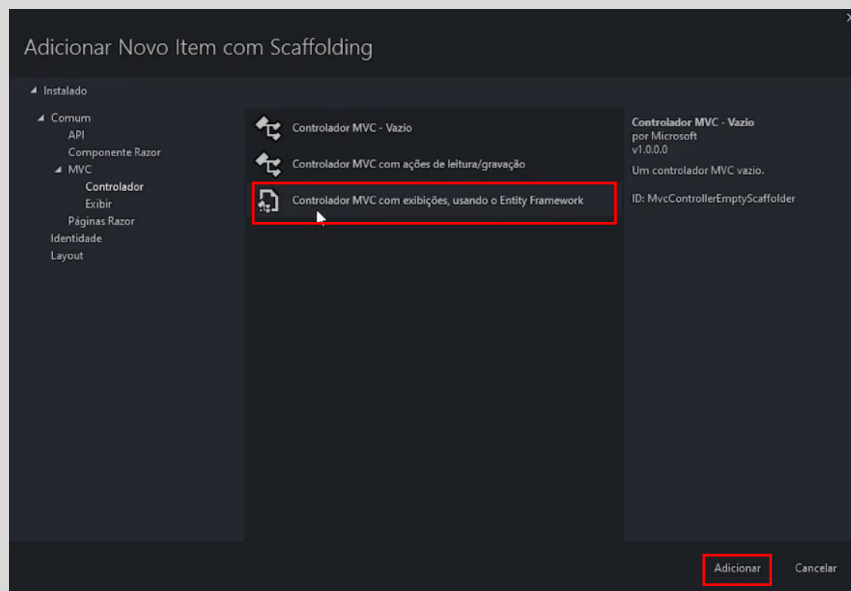 Adicionar Novo Item com Scaffolding
Instalado
Comum
API
Componente Razor
MVC
Controlador
Exibir
Páginas Razor
Identidade
Layout
Controlador MVC - Vazio
Controlador MVC com ações de leitura/gravação
Controlador MVC com exibições, usando o Entity Framework
Controlador MVC - Vazio
por Microsoft
v1.0.0.0
Um controlador MVC vazio.
ID: MvcControllerEmptyScaffolder
Adicionar
Cancelar